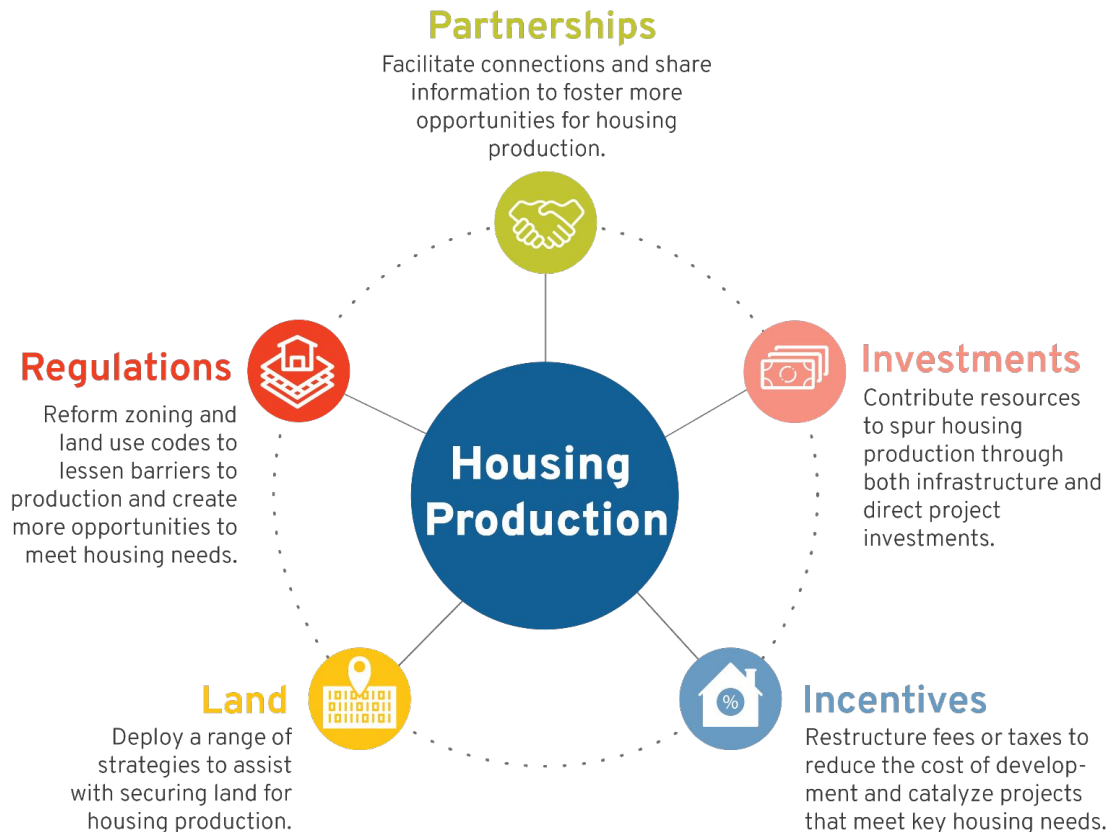 Partnerships
Facilitate connections and share
information to foster more
opportunities for housing
production.
Regulations
Reform zoning and
land use codes to
lessen barriers to
production and create
more opportunities to
meet housing needs.
Housing
Production
Investments
Contribute resources
to spur housing
production through
both infrastructure and
direct project
investments.
Land
Deploy a range of
strategies to assist
with securing land for
housing production.
%
Incentives
Restructure fees or taxes to
reduce the cost of develop-
ment and catalyze projects
that meet key housing needs.